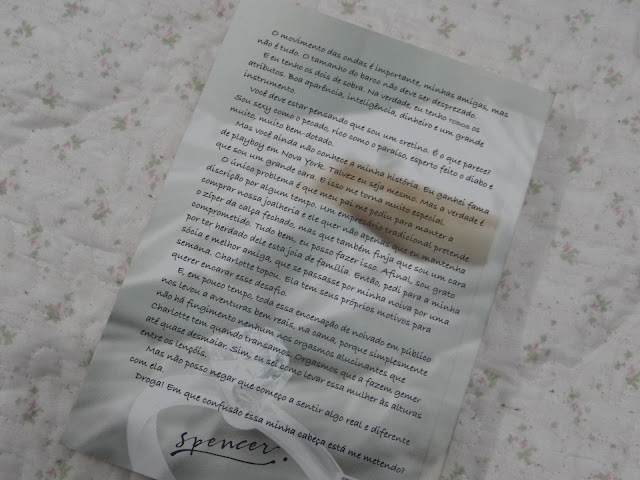 O movimento das ondas é importante, minhas amigas, mas
não é tudo. O tamanho do barco não deve ser desprezado.
E eu tenho os dois de sobra. Na verdade, eu tenho todos os
atributos. Boa aparência, inteligência, dinheiro e um grande
instrumento.
Você deve estar pensando que sou um cretino. É o que parece?
Sou sexy como o pecado, rico como o paraíso, esperto feito o diabo e
muito, muito bem-dotado.
Mas você ainda não conhece a minha história. Eu ganhei fama
de playboy em Nova York. Talvez eu seja mesmo. Mas a verdade é
que sou um grande cara. E isso me torna muito especial.
O único problema é que meu pai me pediu para manter a
discrição por algum tempo. Um empresário tradicional pretende
comprar nossa joalheria e ele quer não apenas que eu mantenha
o zíper da calça fechado, mas que também finja que sou um cara
comprometido. Tudo bem, eu posso fazer isso. Afinal, sou grato
por ter herdado dele esta joia de família. Então, pedi para a minha
sócia e melhor amiga, que se passasse por minha noiva por uma
semana. Charlotte topou. Ela tem seus próprios motivos para
querer encarar esse desafio.
E, em pouco tempo, toda essa encenação de noivado em público
nos levou a aventuras bem reais, na cama, porque simplesmente
não há fingimento nenhum nos orgasmos alucinantes que
Charlotte tem quando transamos. Orgasmos que a fazem gemer
até quase desmaiar. Sim, eu sei como levar essa mulher às alturas
entre os lençóis.
Mas não posso negar que começo a sentir algo real e diferente
com ela.
Droga! Em que confusão essa minha cabeça está me metendo?
Spencer.